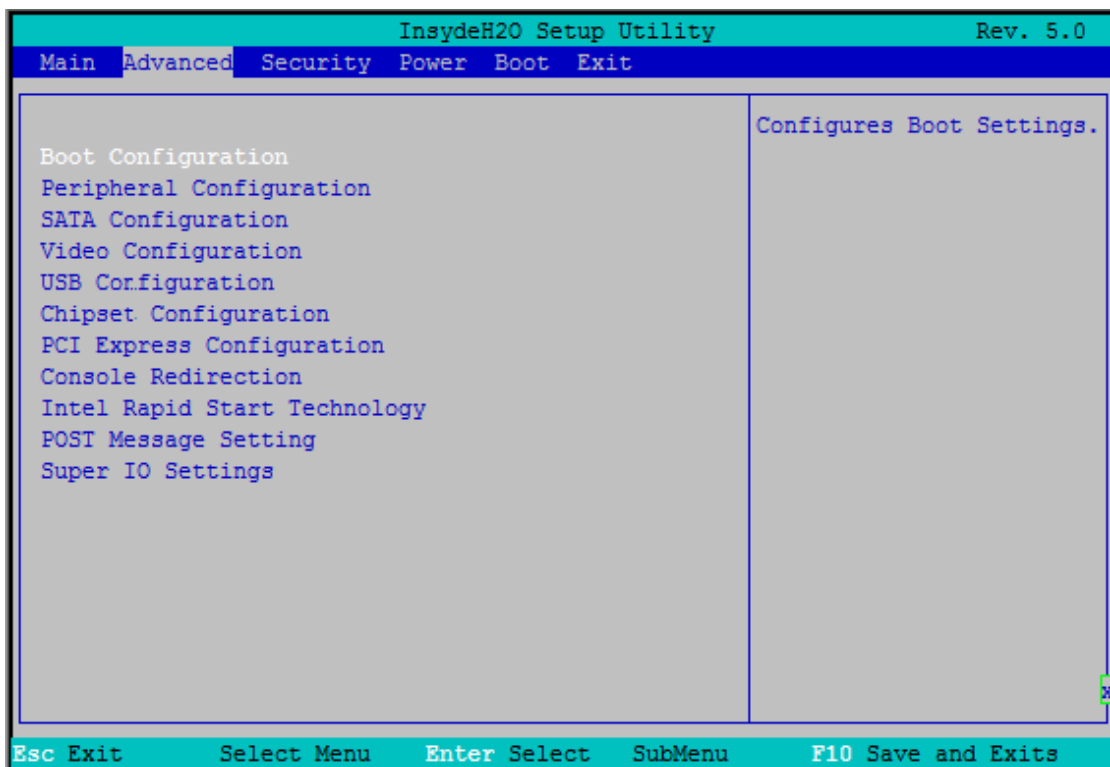 InsydeH2O Setup Utility Rev. 5.0
Main Advanced Security Power Boot Exit
Configures Boot Settings.
Boot Configuration
Peripheral Configuration
SATA Configuration
Video Configuration
USB Configuration
Chipset Configuration
PCI Express Configuration
Console Redirection
Intel Rapid Start Technology
POST Message Setting
Super IO Settings
Esc Exit Select Menu Enter Select SubMenu F10 Save and Exits